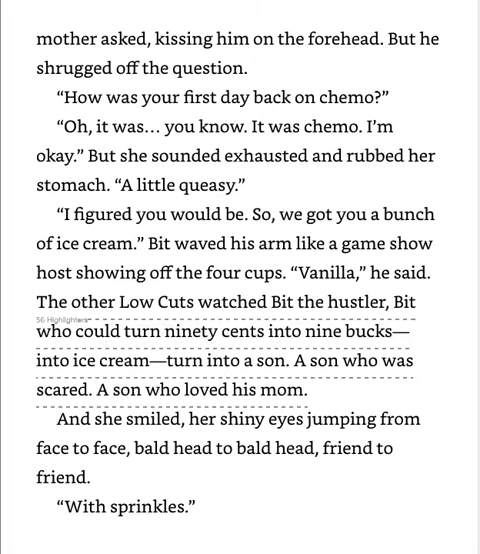 mother asked, kissing him on the forehead. But he
shrugged off the question.
“How was your first day back on chemo?”
“Oh, it was… you know. It was chemo. I’m
okay.” But she sounded exhausted and rubbed her
stomach. “A little queasy.”
“I figured you would be. So, we got you a bunch
of ice cream.” Bit waved his arm like a game show
host showing off the four cups. “Vanilla,” he said.
The other Low Cuts watched Bit the hustler, Bit
56 Highlighters
who could turn ninety cents into nine bucks—
into ice cream—turn into a son. A son who was
scared. A son who loved his mom.
And she smiled, her shiny eyes jumping from
face to face, bald head to bald head, friend to
friend.
“With sprinkles.”